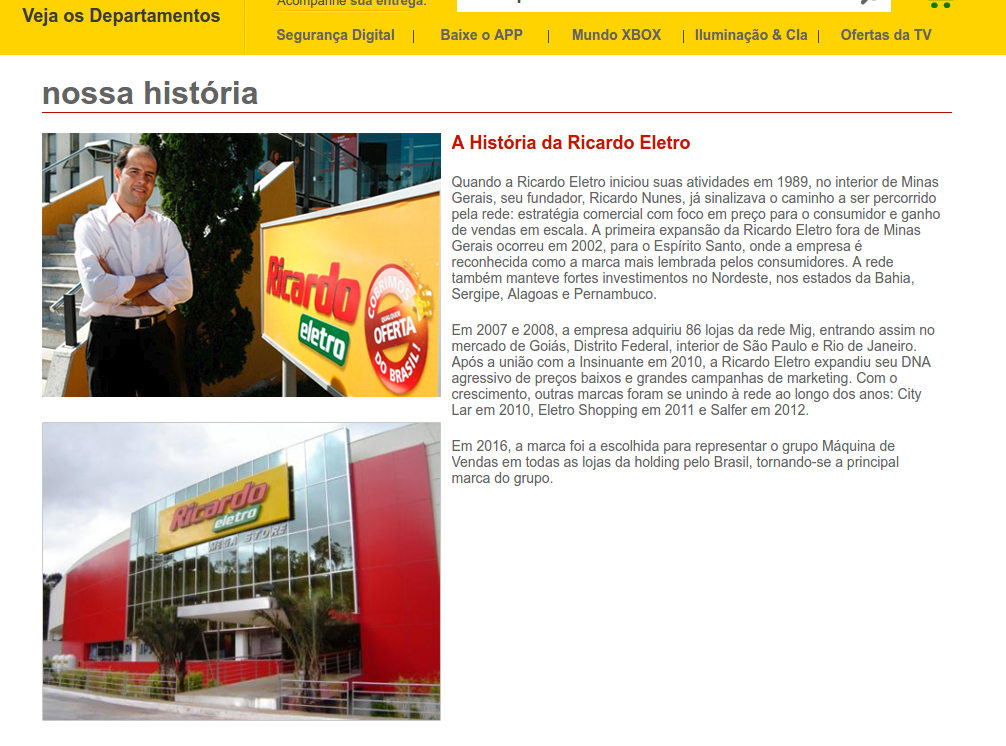 Acompanhe sua entrega.
Veja os Departamentos
Segurança Digital | Baixe o APP | Mundo XBOX | Iluminação & Cla | Ofertas da TV
nossa história
A História da Ricardo Eletro
Quando a Ricardo Eletro iniciou suas atividades em 1989, no interior de Minas
Gerais, seu fundador, Ricardo Nunes, já sinalizava o caminho a ser percorrido
pela rede: estratégia comercial com foco em preço para o consumidor e ganho
de vendas em escala. A primeira expansão da Ricardo Eletro fora de Minas
Gerais ocorreu em 2002, para o Espírito Santo, onde a empresa é
reconhecida como a marca mais lembrada pelos consumidores. A rede
também manteve fortes investimentos no Nordeste, nos estados da Bahia,
Sergipe, Alagoas e Pernambuco.
Em 2007 e 2008, a empresa adquiriu 86 lojas da rede Mig, entrando assim no
mercado de Goiás, Distrito Federal, interior de São Paulo e Rio de Janeiro.
Após a união com a Insinuante em 2010, a Ricardo Eletro expandiu seu DNA
agressivo de preços baixos e grandes campanhas de marketing. Com o
crescimento, outras marcas foram se unindo à rede ao longo dos anos: City
Lar em 2010, Eletro Shopping em 2011 e Salfer em 2012.
Em 2016, a marca foi a escolhida para representar o grupo Máquina de
Vendas em todas as lojas da holding pelo Brasil, tornando-se a principal
marca do grupo.
Ricardo
eletro
COBRIMOS
QUALQUER
OFERTA
DO BRASIL!
Ricardo
eletro
MEGA STORE